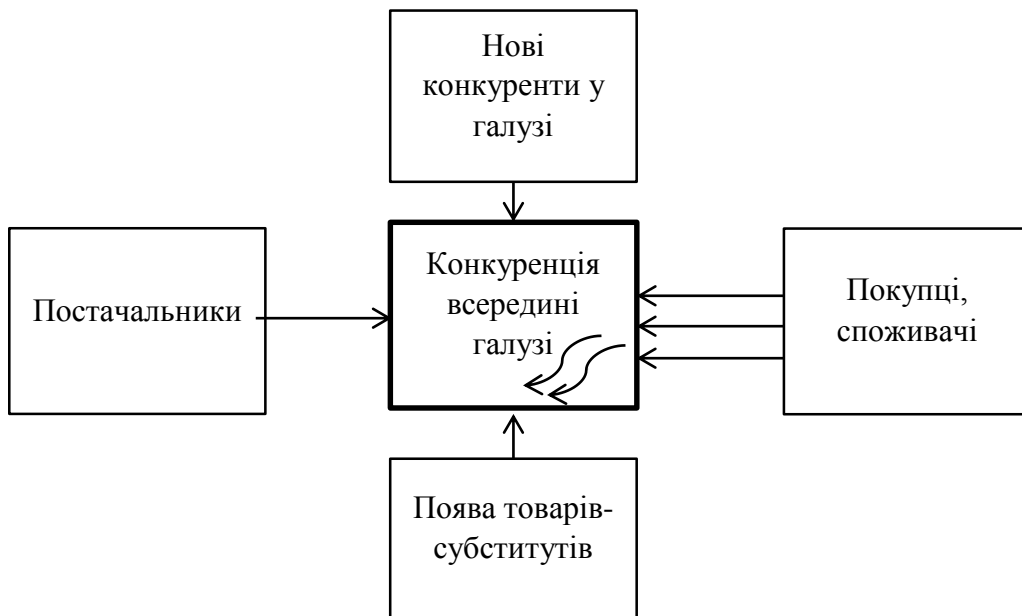 Нові
конкуренти у
галузі
Постачальники
Конкуренція
всередині
галузі
Покупці,
споживачі
Поява товарів-
субститутів